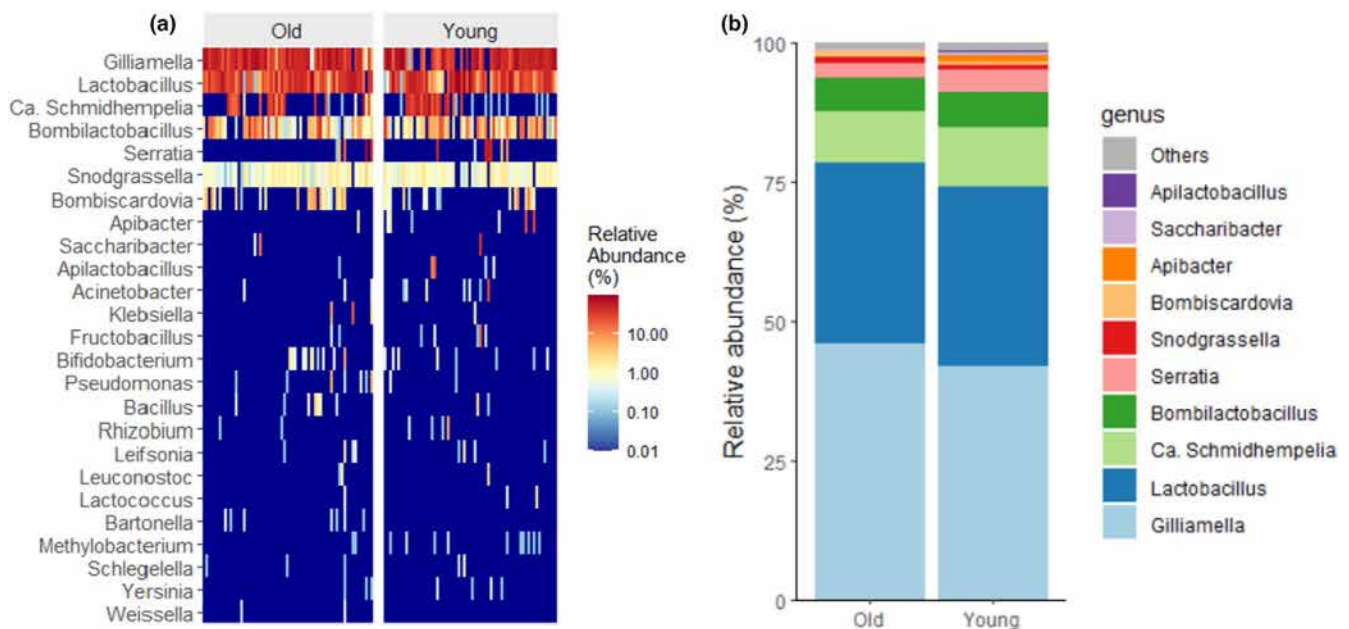 (a)
Old
Young
Gilliamella
Lactobacillus
Ca. Schmidhempelia
Bombilactobacillus
Serratia
Snodgrassella
Bombiscardovia
Apibacter
Saccharibacter
Apilactobacillus
Acinetobacter
Klebsiella
Fructobacillus
Bifidobacterium
Pseudomonas
Bacillus
Rhizobium
Leifsonia
Leuconostoc
Lactococcus
Bartonella
Methylobacterium
Schlegelella
Yersinia
Weissella
Relative
Abundance
(%)
10.00
1.00
0.10
0.01
(b)
Relative abundance (%)
100
75
50
25
0
Old
Young
genus
Others
Apilactobacillus
Saccharibacter
Apibacter
Bombiscardovia
Snodgrassella
Serratia
Bombilactobacillus
Ca. Schmidhempelia
Lactobacillus
Gilliamella